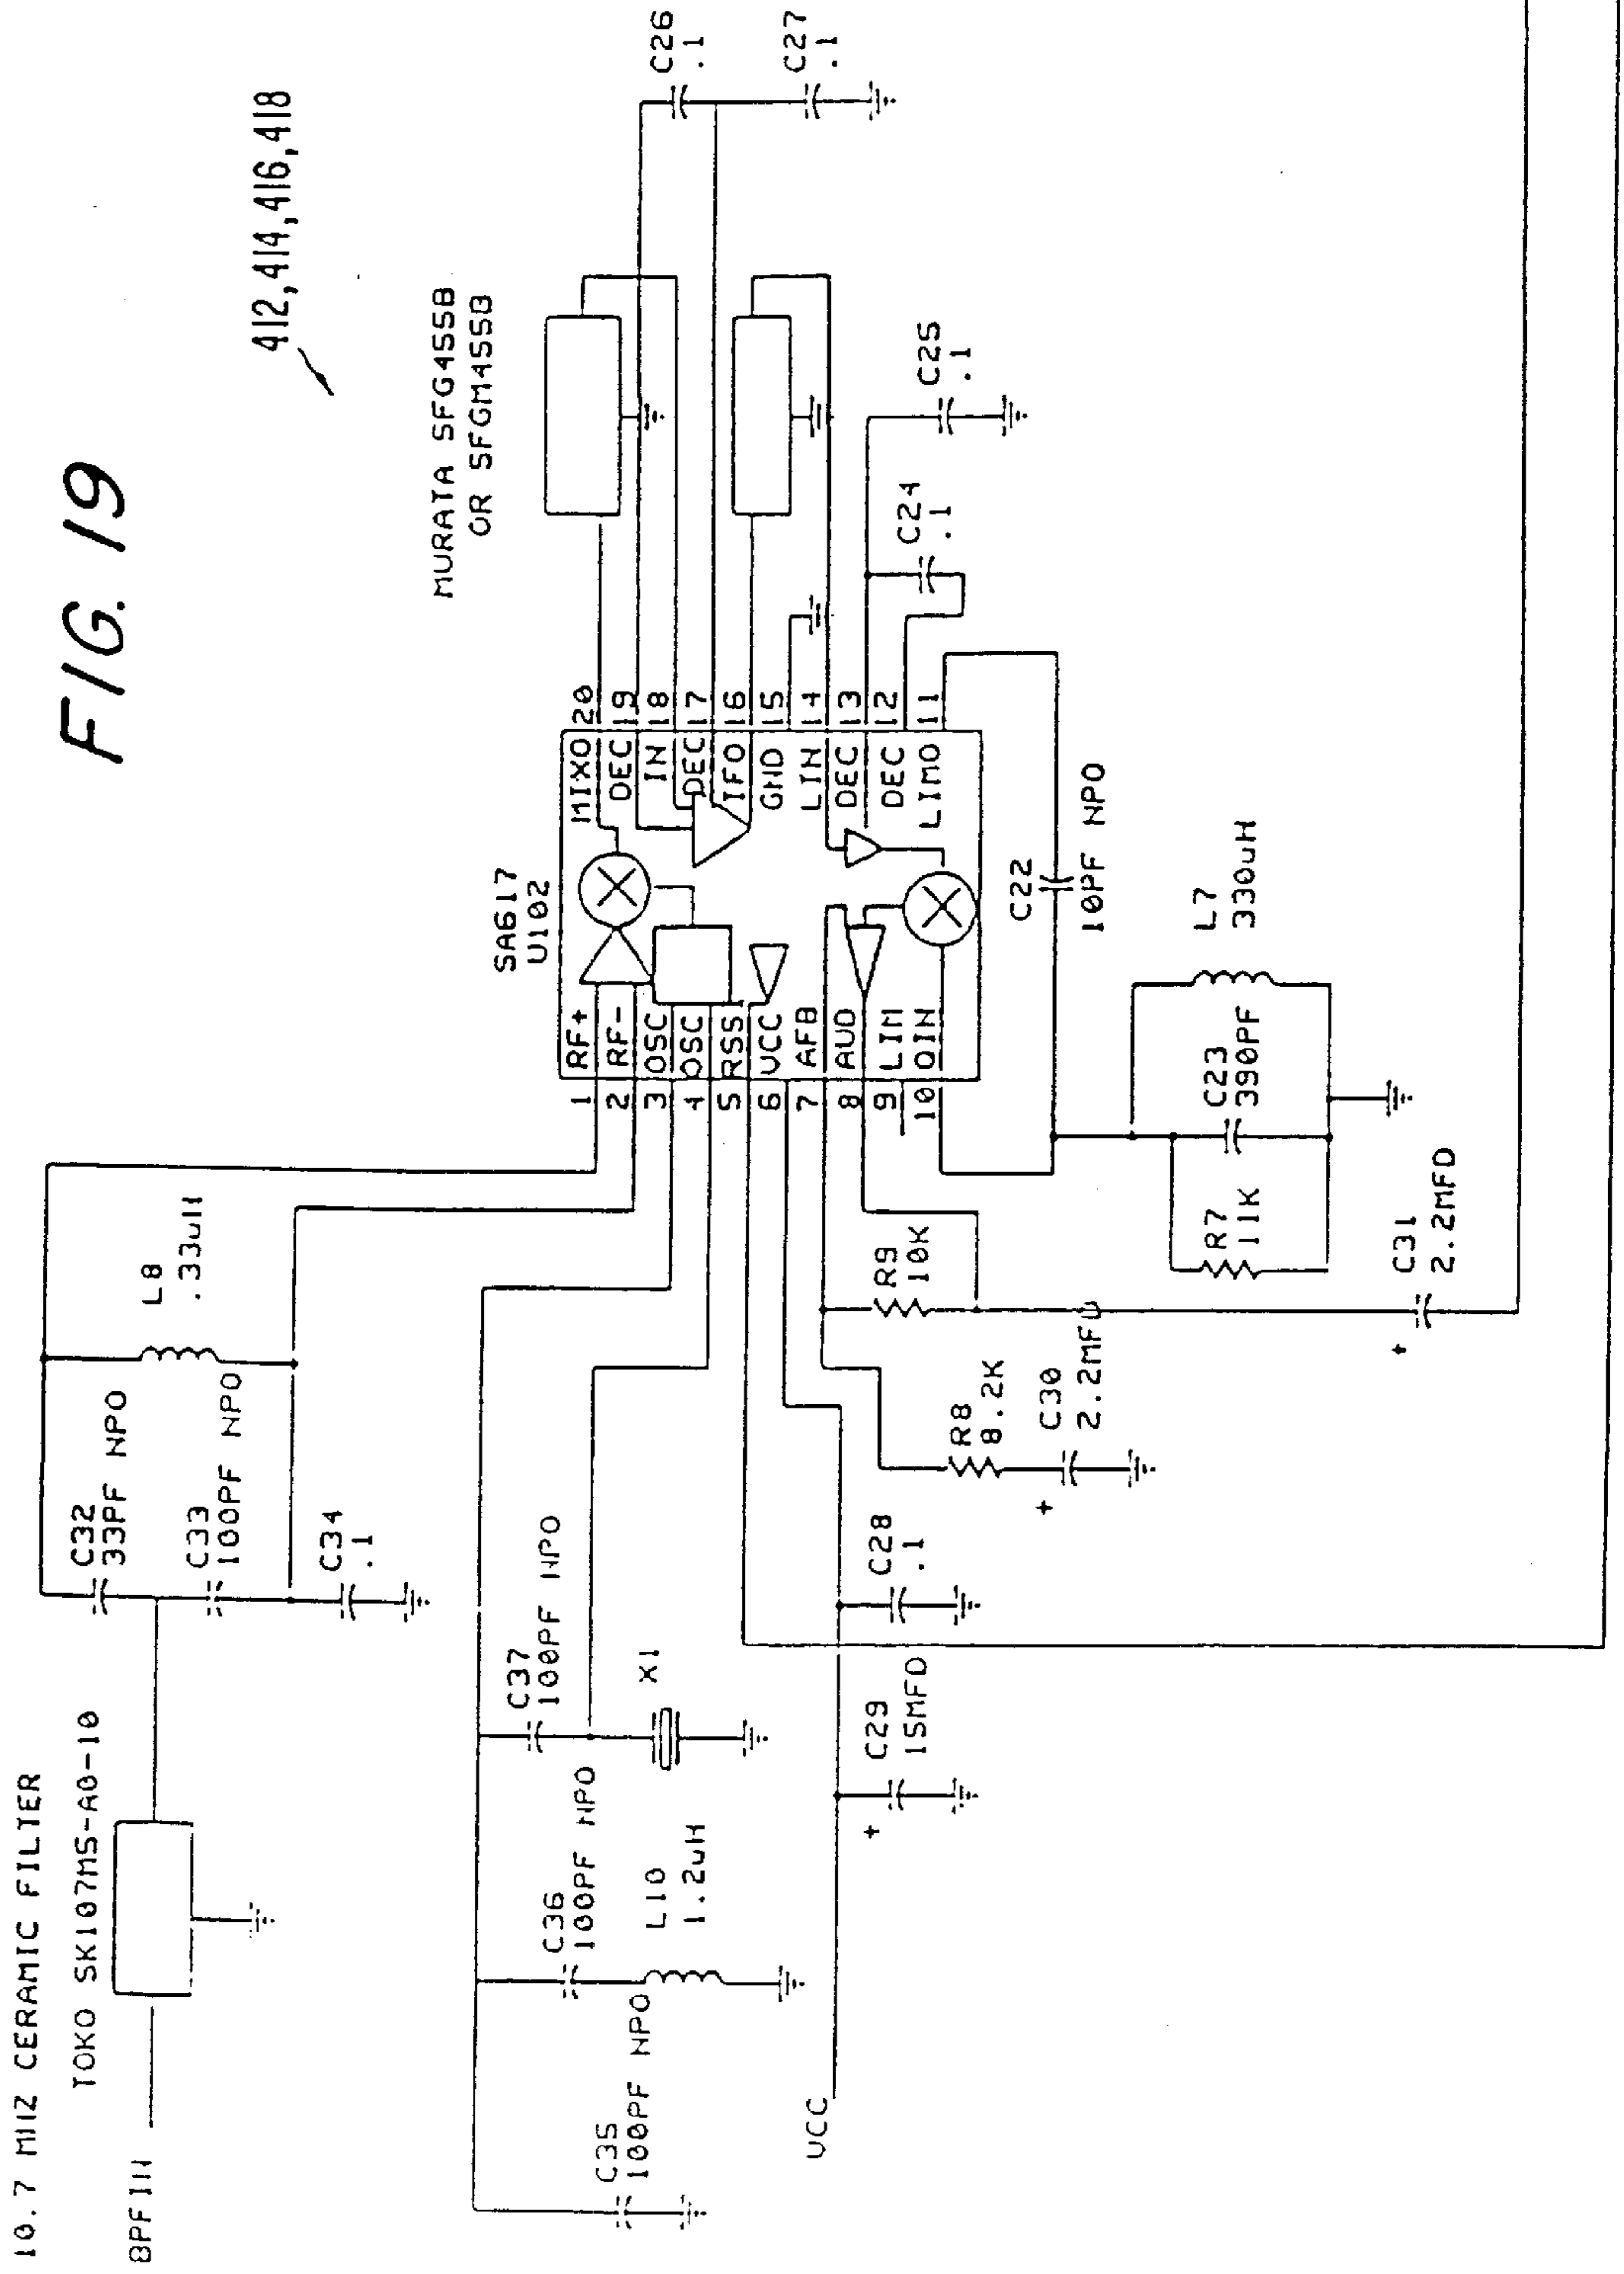 FIG. 19
412,414,416,418
10.7 MHZ CERAMIC FILTER
TOKO SK107MS-A0-10
BPFIN
C32
33PF NPO
C33
100PF NPO
C34
.1
L8
.33uH
C35
100PF NPO
C36
100PF NPO
L10
1.2uH
C37
100PF NPO
X1
VCC
C29
15MFD
+
C28
.1
R8
8.2K
C30
2.2MFD
+
R9
10K
C31
2.2MFD
+
R7
11K
C23
390PF
L7
330uH
C22
10PF NPO
SA617
U102
1 RF+
2 RF-
3 OSC
4 OSC
5 RSS
6 VCC
7 AFB
8 AUD
9 LIM
10 QIN
MIXO 20
DEC 19
IN 18
DEC 17
IFO 16
GND 15
LIN 14
DEC 13
DEC 12
LIMO 11
MURATA SFG455B
OR SFGM455B
C24
.1
C25
.1
C26
.1
C27
.1